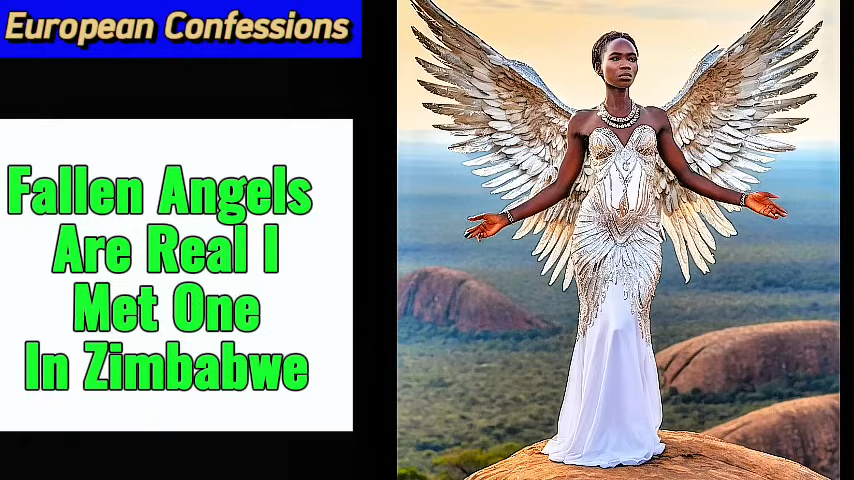 European Confessions
Fallen Angels
Are Real I
Met One
In Zimbabwe